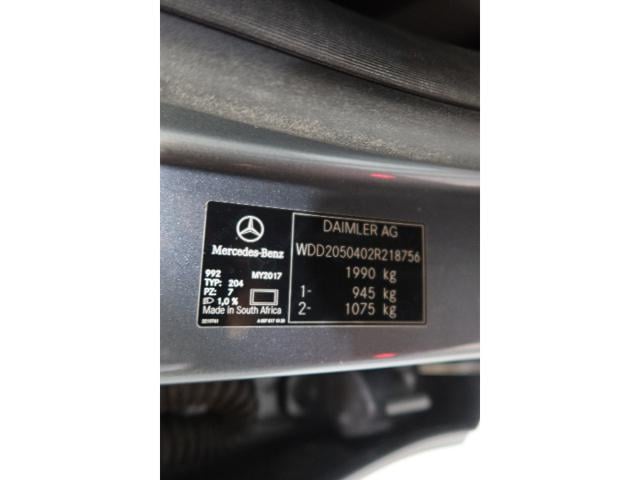 Mercedes-Benz
992 MY2017
TYP: 204
PZ: 7
1,0 %
Made in South Africa
DAIMLER AG
WDD2050402R218756
1990 kg
1- 945 kg
2- 1075 kg